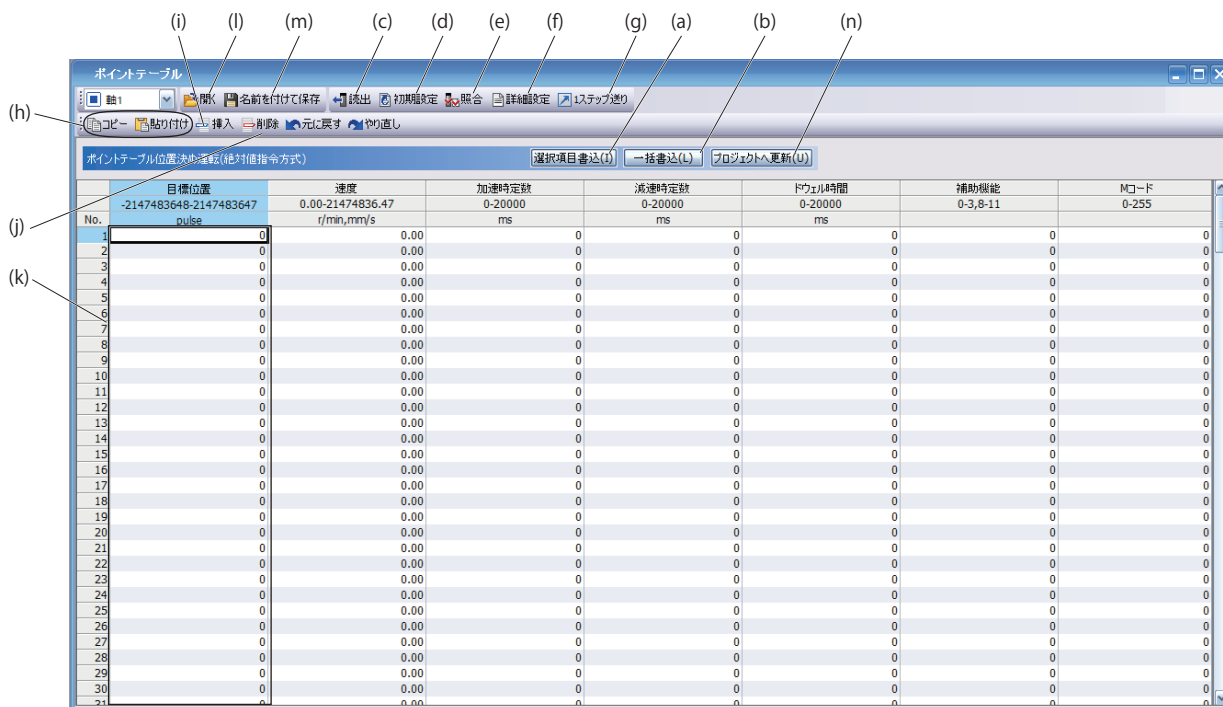 (i) (l) (m) (c) (d) (e) (f) (g) (a) (b) (n)
ポイントテーブル
軸1 開く 名前を付けて保存 読出 初期設定 照合 詳細設定 1ステップ送り
(h)
コピー 貼り付け 挿入 削除 元に戻す やり直し
ポイントテーブル位置決め運転(絶対値指令方式) 選択項目書込(I) 一括書込(L) プロジェクトへ更新(U)
目標位置 速度 加速時定数 減速時定数 ドウェル時間 補助機能 Mコード
-2147483648-2147483647 0.00-21474836.47 0-20000 0-20000 0-20000 0-3,8-11 0-255
(j)
No. pulse r/min,mm/s ms ms ms
1 0 0.00 0 0 0 0 0
2 0 0.00 0 0 0 0 0
3 0 0.00 0 0 0 0 0
(k)
4 0 0.00 0 0 0 0 0
5 0 0.00 0 0 0 0 0
6 0 0.00 0 0 0 0 0
7 0 0.00 0 0 0 0 0
8 0 0.00 0 0 0 0 0
9 0 0.00 0 0 0 0 0
10 0 0.00 0 0 0 0 0
11 0 0.00 0 0 0 0 0
12 0 0.00 0 0 0 0 0
13 0 0.00 0 0 0 0 0
14 0 0.00 0 0 0 0 0
15 0 0.00 0 0 0 0 0
16 0 0.00 0 0 0 0 0
17 0 0.00 0 0 0 0 0
18 0 0.00 0 0 0 0 0
19 0 0.00 0 0 0 0 0
20 0 0.00 0 0 0 0 0
21 0 0.00 0 0 0 0 0
22 0 0.00 0 0 0 0 0
23 0 0.00 0 0 0 0 0
24 0 0.00 0 0 0 0 0
25 0 0.00 0 0 0 0 0
26 0 0.00 0 0 0 0 0
27 0 0.00 0 0 0 0 0
28 0 0.00 0 0 0 0 0
29 0 0.00 0 0 0 0 0
30 0 0.00 0 0 0 0 0
31 0 0.00 0 0 0 0 0